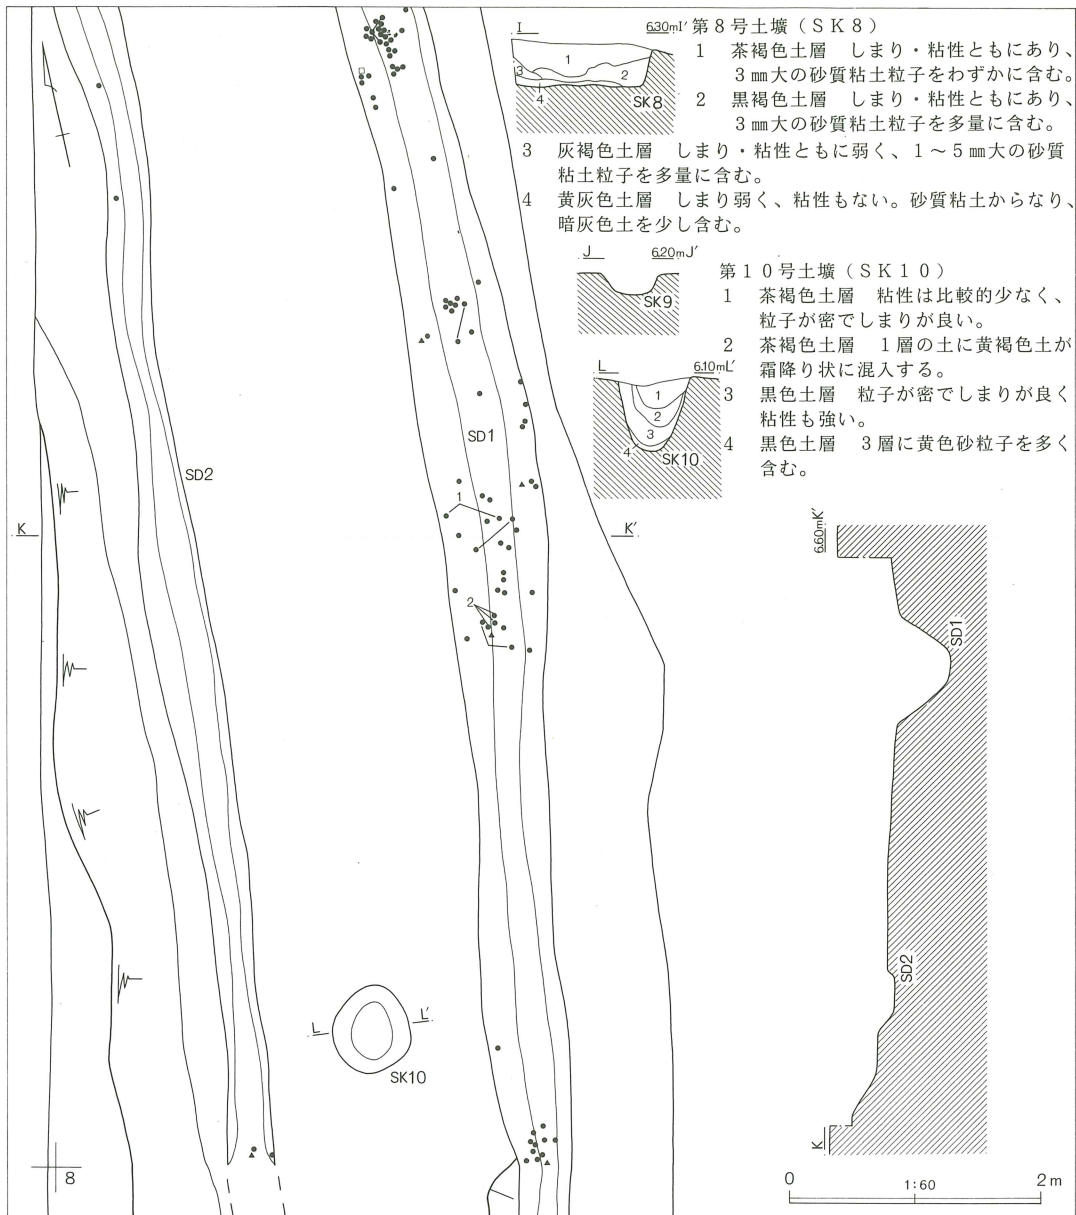 I 6.30mI′
第８号土壙（ＳＫ８）
1 茶褐色土層 しまり・粘性ともにあり、
３㎜大の砂質粘土粒子をわずかに含む。
2 黒褐色土層 しまり・粘性ともにあり、
３㎜大の砂質粘土粒子を多量に含む。
3 灰褐色土層 しまり・粘性ともに弱く、１～５㎜大の砂質
粘土粒子を多量に含む。
4 黄灰色土層 しまり弱く、粘性もない。砂質粘土からなり、
暗灰色土を少し含む。
1
3
2
4
SK8
J 6.20mJ′
SK9
第１０号土壙（ＳＫ10）
1 茶褐色土層 粘性は比較的少なく、
粒子が密でしまりが良い。
2 茶褐色土層 １層の土に黄褐色土が
霜降り状に混入する。
3 黒色土層 粒子が密でしまりが良く
粘性も強い。
4 黒色土層 ３層に黄色砂粒子を多く
含む。
L 6.10mL′
1
2
3
4
SK10
SD1
SD2
1
K K′
2
6.60mK′
SD1
SD2
K
L L′
SK10
8
0 1:60 2m